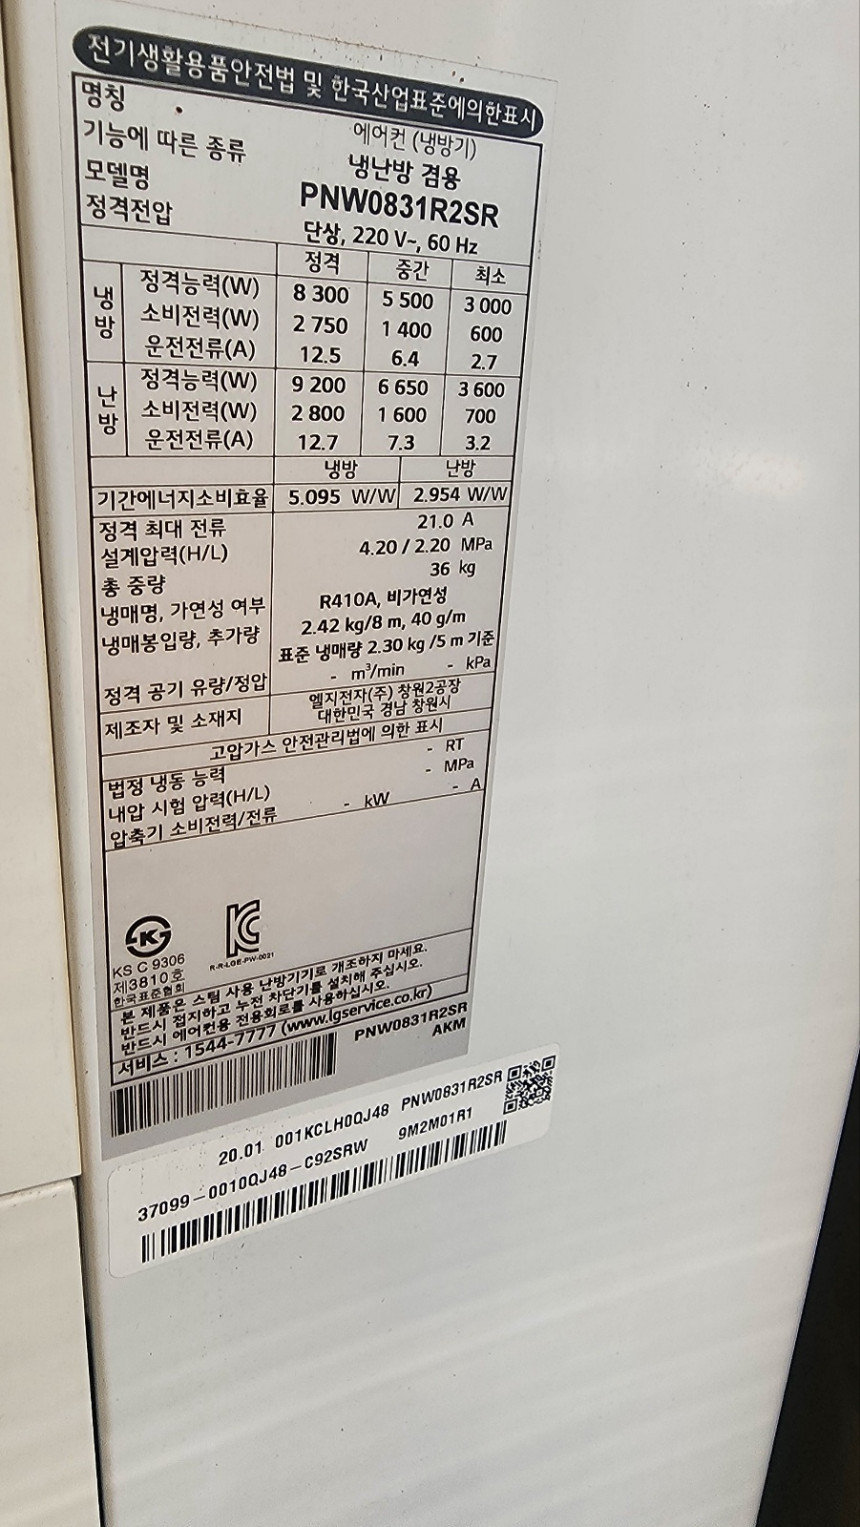 전기생활용품안전법 및 한국산업표준에의한표시
명칭 에어컨 (냉방기)
기능에 따른 종류 냉난방 겸용
모델명 PNW0831R2SR
정격전압 단상, 220 V~, 60 Hz
정격 중간 최소
냉방
정격능력(W) 8 300 5 500 3 000
소비전력(W) 2 750 1 400 600
운전전류(A) 12.5 6.4 2.7
난방
정격능력(W) 9 200 6 650 3 600
소비전력(W) 2 800 1 600 700
운전전류(A) 12.7 7.3 3.2
냉방 난방
기간에너지소비효율 5.095 W/W 2.954 W/W
정격 최대 전류 21.0 A
설계압력(H/L) 4.20 / 2.20 MPa
총 중량 36 kg
냉매명, 가연성 여부 R410A, 비가연성
냉매봉입량, 추가량 2.42 kg/8 m, 40 g/m
표준 냉매량 2.30 kg /5 m 기준
정격 공기 유량/정압 - m³/min - kPa
제조자 및 소재지 엘지전자(주) 창원2공장
대한민국 경남 창원시
고압가스 안전관리법에 의한 표시
법정 냉동 능력 - RT
내압 시험 압력(H/L) - MPa
압축기 소비전력/전류 - kW - A
KS C 9306
제3810호
한국표준협회
R-R-LGE-PW-0021
본 제품은 스팀 사용 난방기기로 개조하지 마세요.
반드시 접지하고 누전 차단기를 설치해 주십시오.
반드시 에어컨용 전용회로를 사용하십시오.
서비스 : 1544-7777 (www.lgservice.co.kr)
PNW0831R2SR
AKM
20.01 001KCLH0QJ48 PNW0831R2SR
37099-0010QJ48-C92SRW 9M2M01R1